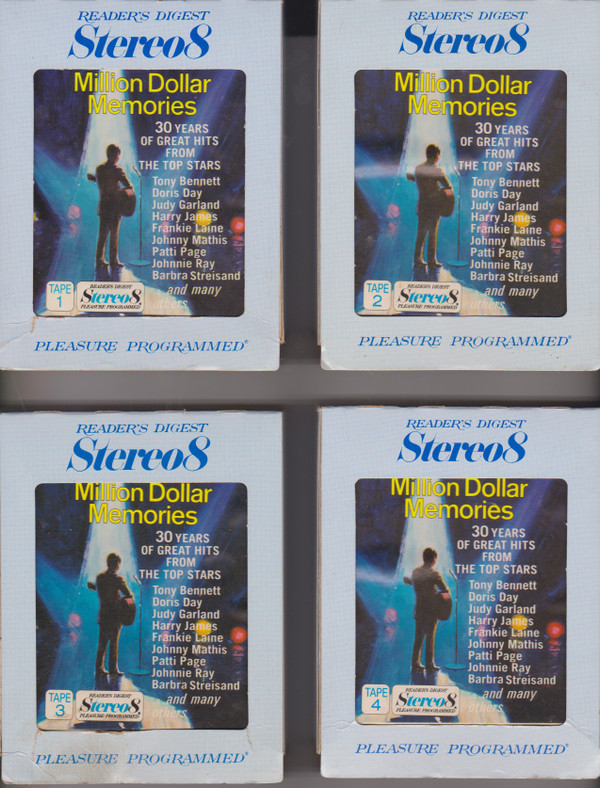 READER'S DIGEST
Stereo8
Million Dollar
Memories
30 YEARS
OF GREAT HITS
FROM
THE TOP STARS
Tony Bennett
Doris Day
Judy Garland
Harry James
Frankie Laine
Johnny Mathis
Patti Page
Johnnie Ray
Barbra Streisand
and many
others
TAPE
1
READER'S DIGEST
Stereo8
PLEASURE PROGRAMMED
PLEASURE PROGRAMMED®
READER'S DIGEST
Stereo8
Million Dollar
Memories
30 YEARS
OF GREAT HITS
FROM
THE TOP STARS
Tony Bennett
Doris Day
Judy Garland
Harry James
Frankie Laine
Johnny Mathis
Patti Page
Johnnie Ray
Barbra Streisand
and many
others
TAPE
2
READER'S DIGEST
Stereo8
PLEASURE PROGRAMMED
PLEASURE PROGRAMMED®
READER'S DIGEST
Stereo8
Million Dollar
Memories
30 YEARS
OF GREAT HITS
FROM
THE TOP STARS
Tony Bennett
Doris Day
Judy Garland
Harry James
Frankie Laine
Johnny Mathis
Patti Page
Johnnie Ray
Barbra Streisand
and many
others
TAPE
3
READER'S DIGEST
Stereo8
PLEASURE PROGRAMMED
PLEASURE PROGRAMMED®
READER'S DIGEST
Stereo8
Million Dollar
Memories
30 YEARS
OF GREAT HITS
FROM
THE TOP STARS
Tony Bennett
Doris Day
Judy Garland
Harry James
Frankie Laine
Johnny Mathis
Patti Page
Johnnie Ray
Barbra Streisand
and many
others
TAPE
4
READER'S DIGEST
Stereo8
PLEASURE PROGRAMMED
PLEASURE PROGRAMMED®